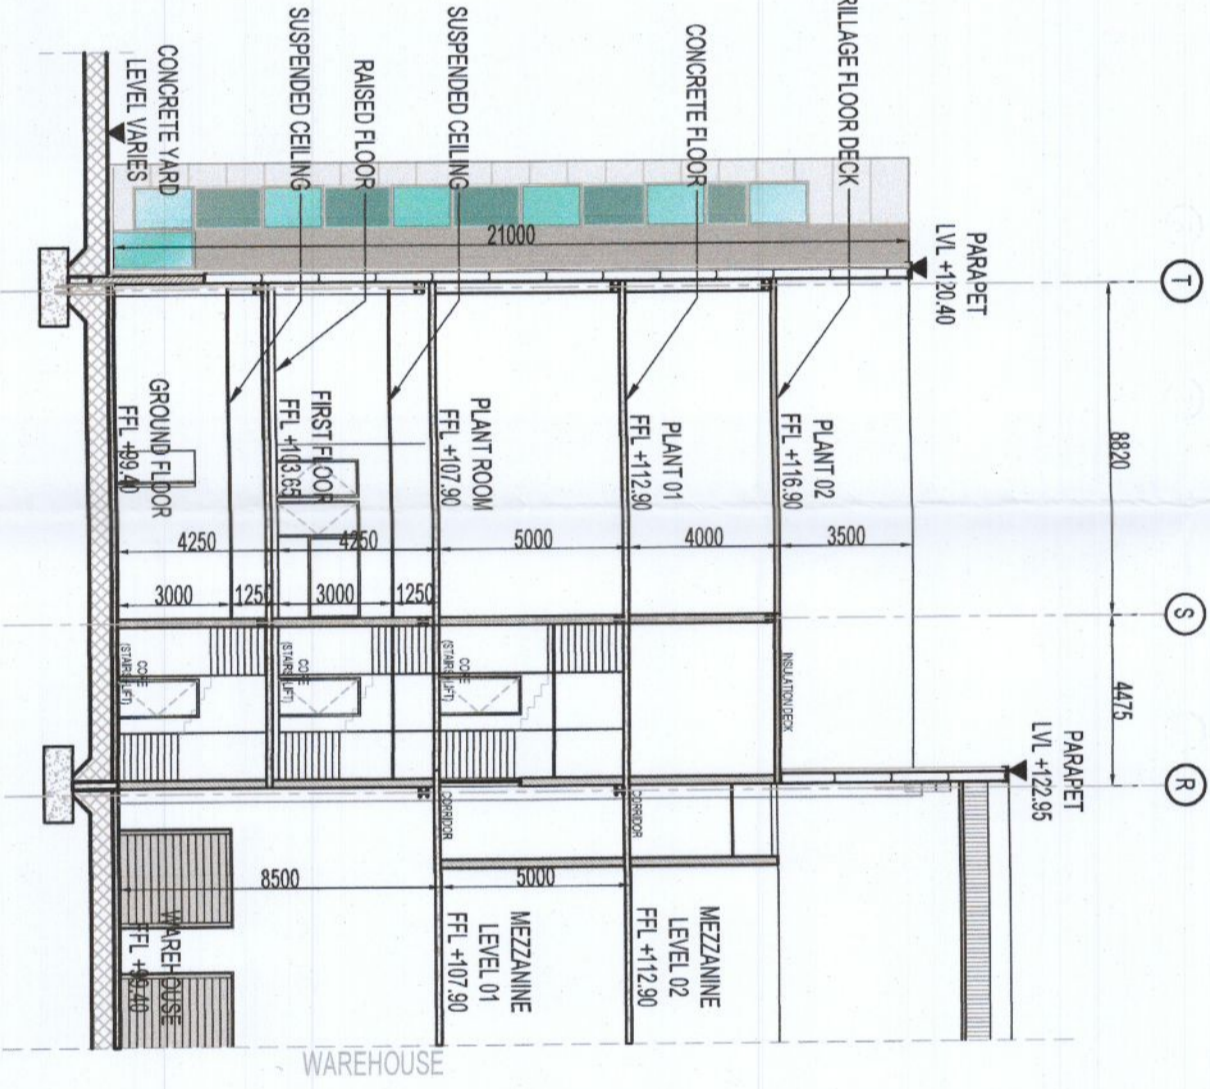 T
S
R
8820
4475
PARAPET
LVL +120.40
PARAPET
LVL +122.95
RILLAGE FLOOR DECK
CONCRETE FLOOR
SUSPENDED CEILING
RAISED FLOOR
SUSPENDED CEILING
CONCRETE YARD
LEVEL VARIES
21000
PLANT 02
FFL +116.90
3500
INSULATION DECK
PLANT 01
FFL +112.90
4000
CORRIDOR
MEZZANINE
LEVEL 02
FFL +112.90
PLANT ROOM
FFL +107.90
5000
CORE
(STAIRS/LIFT)
CORRIDOR
5000
MEZZANINE
LEVEL 01
FFL +107.90
FIRST FLOOR
FFL +103.65
4250
1250
3000
CORE
(STAIRS/LIFT)
GROUND FLOOR
FFL +99.40
4250
1250
3000
CORE
(STAIRS/LIFT)
8500
WAREHOUSE
FFL +99.40
WAREHOUSE